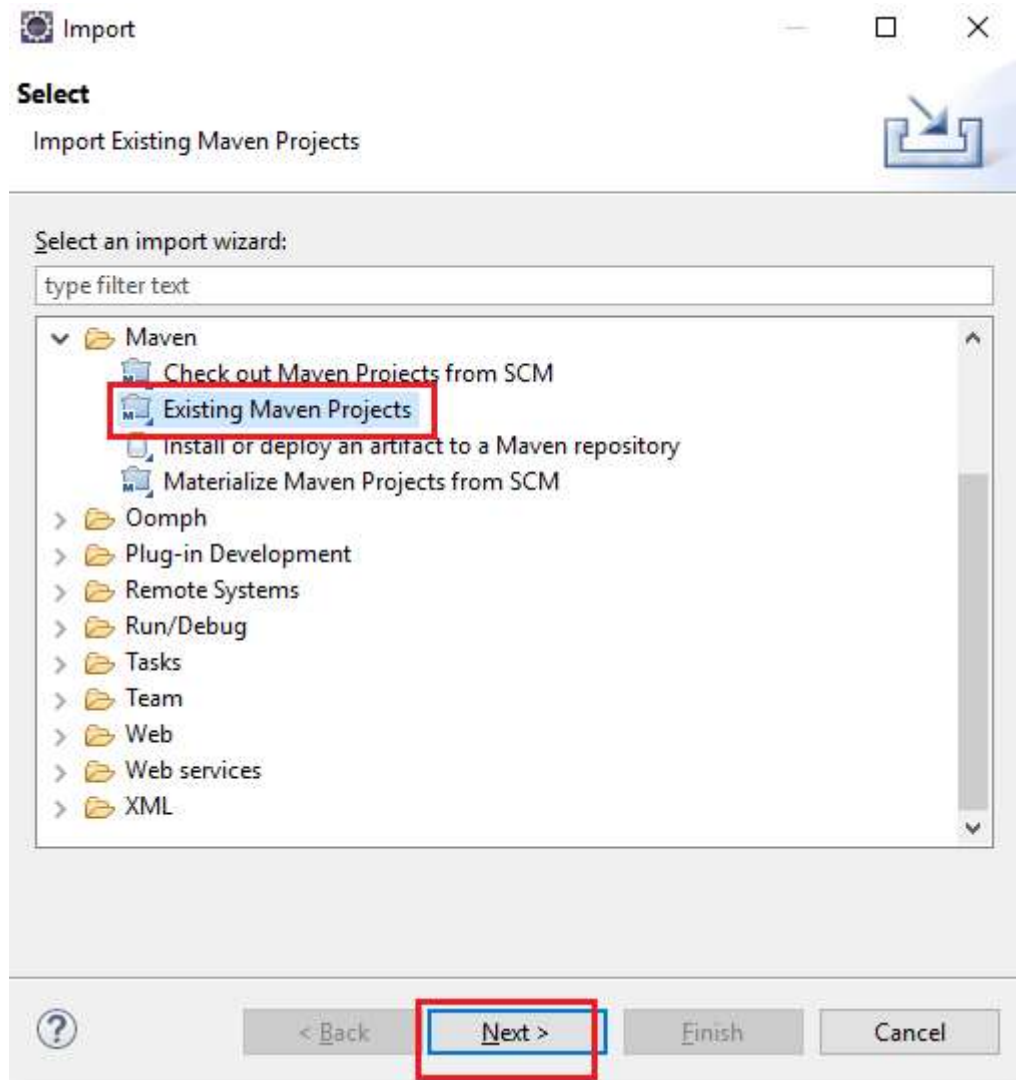 Import
Select
Import Existing Maven Projects
Select an import wizard:
type filter text
Maven
Check out Maven Projects from SCM
Existing Maven Projects
Install or deploy an artifact to a Maven repository
Materialize Maven Projects from SCM
Oomph
Plug-in Development
Remote Systems
Run/Debug
Tasks
Team
Web
Web services
XML
? < Back Next > Finish Cancel